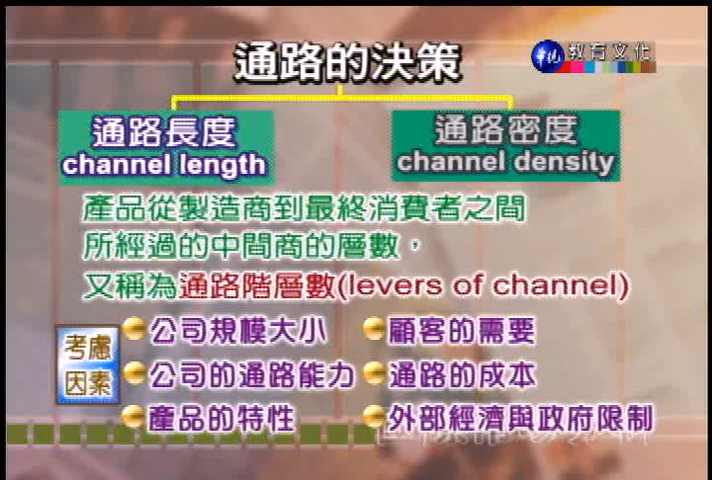 通路的決策
華視 教育文化
通路長度
channel length
通路密度
channel density
產品從製造商到最終消費者之間
所經過的中間商的層數，
又稱為通路階層數(levers of channel)
考慮
因素
公司規模大小
顧客的需要
公司的通路能力
通路的成本
產品的特性
外部經濟與政府限制